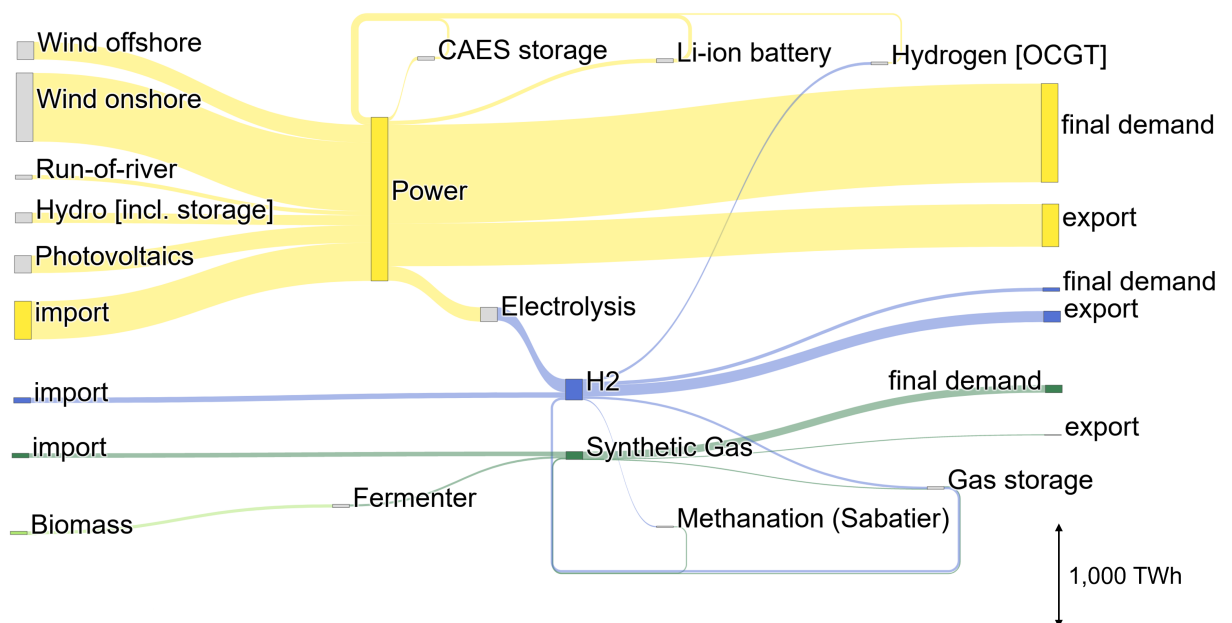 Wind offshore
CAES storage
Li-ion battery
Hydrogen [OCGT]
Wind onshore
final demand
Run-of-river
Power
Hydro [incl. storage]
export
Photovoltaics
final demand
import
Electrolysis
export
import
H2
final demand
export
import
Synthetic Gas
Gas storage
Fermenter
Biomass
Methanation (Sabatier)
1,000 TWh